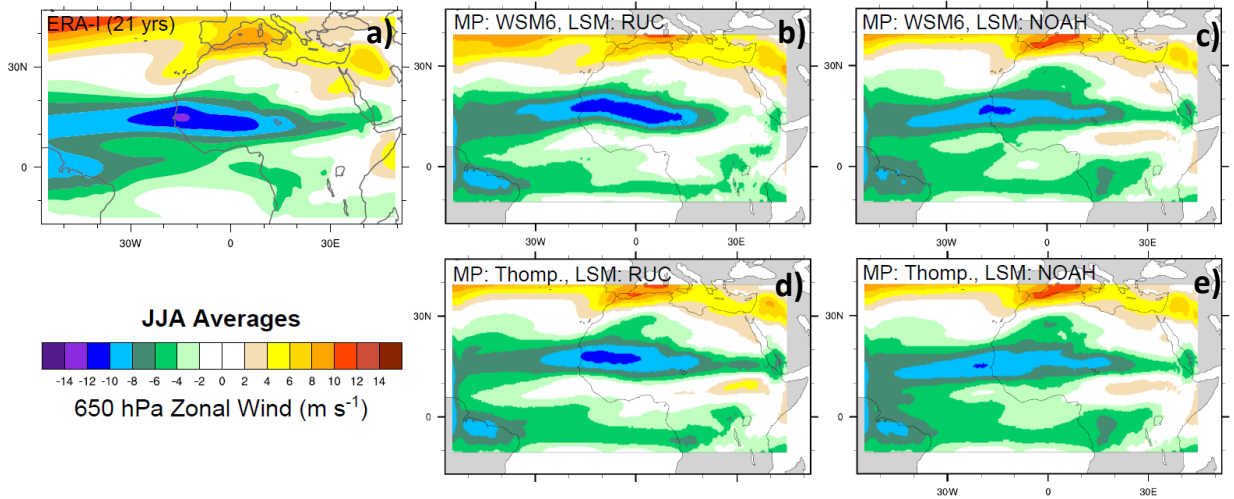 ERA-I (21 yrs)
a)
30N
0
30W
0
30E
MP: WSM6, LSM: RUC
b)
30N
0
30W
0
30E
MP: WSM6, LSM: NOAH
c)
30N
0
30W
0
30E
JJA Averages
-14 -12 -10 -8 -6 -4 -2 0 2 4 6 8 10 12 14
650 hPa Zonal Wind (m s⁻¹)
MP: Thomp., LSM: RUC
d)
30N
0
30W
0
30E
MP: Thomp., LSM: NOAH
e)
30N
0
30W
0
30E